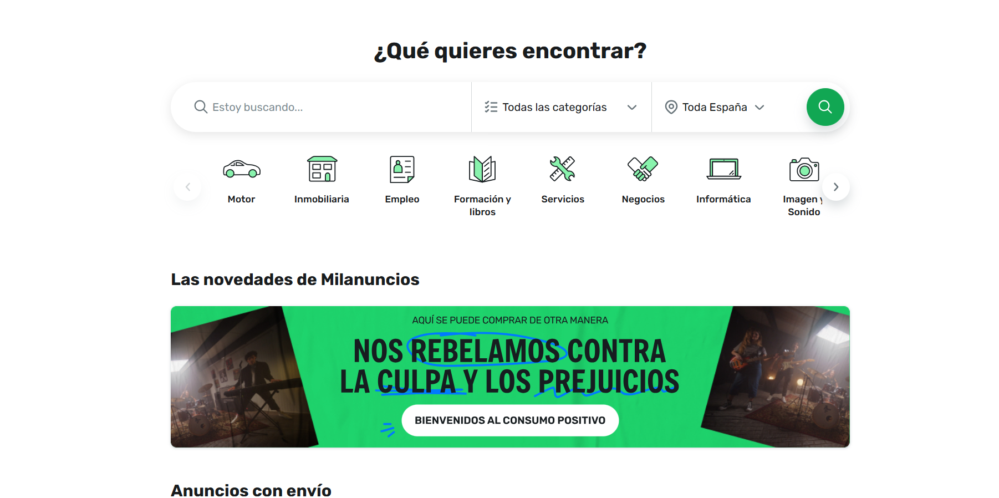 ¿Qué quieres encontrar?
Estoy buscando...
Todas las categorías
Toda España
Motor
Inmobiliaria
Empleo
Formación y
libros
Servicios
Negocios
Informática
Imagen y
Sonido
Las novedades de Milanuncios
AQUÍ SE PUEDE COMPRAR DE OTRA MANERA
NOS REBELAMOS CONTRA
LA CULPA Y LOS PREJUICIOS
BIENVENIDOS AL CONSUMO POSITIVO
Anuncios con envío